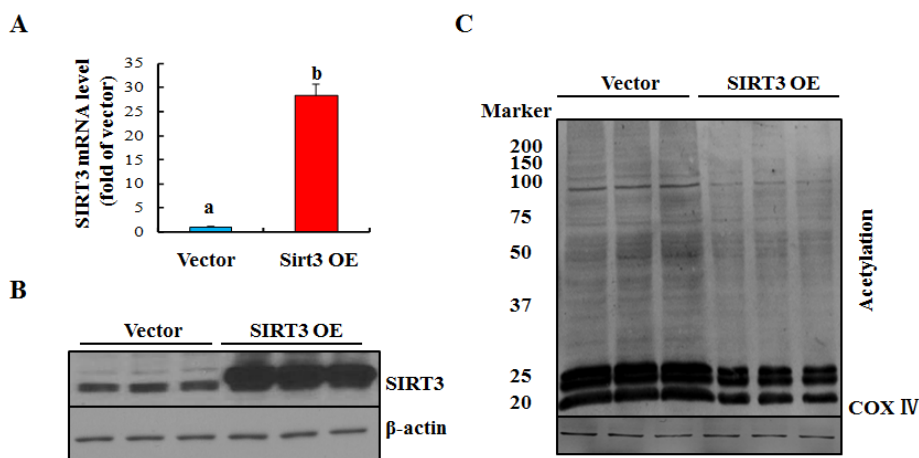 A
SIRT3 mRNA level
(fold of vector)
35
30
25
20
15
10
5
0
a
b
Vector
Sirt3 OE
B
Vector
SIRT3 OE
SIRT3
β-actin
C
Vector
SIRT3 OE
Marker
200
150
100
75
50
37
25
20
Acetylation
COX Ⅳ